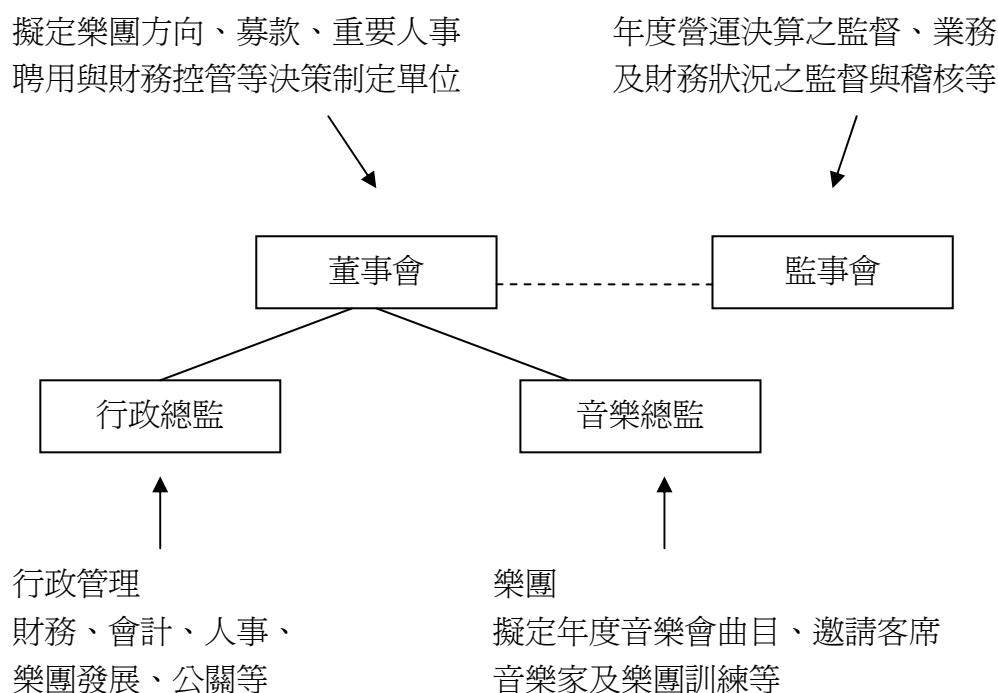 擬定樂團方向、募款、重要人事
聘用與財務控管等決策制定單位
年度營運決算之監督、業務
及財務狀況之監督與稽核等
董事會
監事會
行政總監
音樂總監
行政管理
財務、會計、人事、
樂團發展、公關等
樂團
擬定年度音樂會曲目、邀請客席
音樂家及樂團訓練等